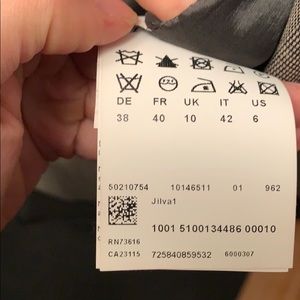 DE FR UK IT US
38 40 10 42 6
50210754 10146511 01 962
Jilva1
1001 5100134486 00010
RN73616
CA23115 725840859532 6000307